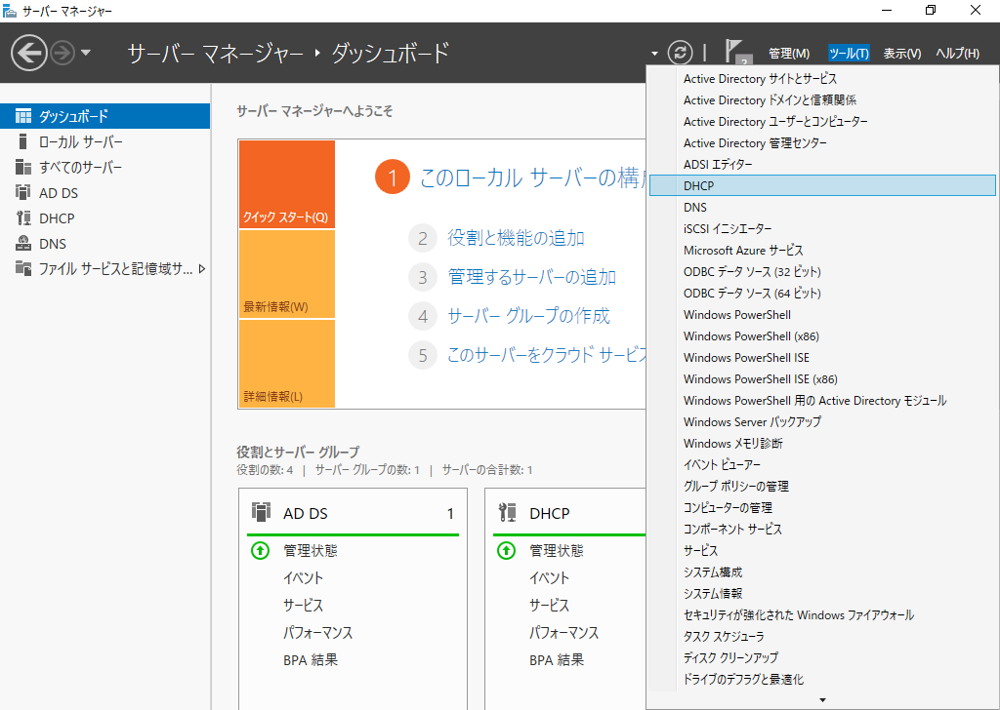 サーバー マネージャー
サーバー マネージャー ‣ ダッシュボード
2
管理(M) ツール(T) 表示(V) ヘルプ(H)
ダッシュボード
ローカル サーバー
すべてのサーバー
AD DS
DHCP
DNS
ファイル サービスと記憶域サ...
サーバー マネージャーへようこそ
クイック スタート(Q)
最新情報(W)
詳細情報(L)
1 このローカル サーバーの構
2 役割と機能の追加
3 管理するサーバーの追加
4 サーバー グループの作成
5 このサーバーをクラウド サービス
役割とサーバー グループ
役割の数: 4 | サーバー グループの数: 1 | サーバーの合計数: 1
AD DS 1
管理状態
イベント
サービス
パフォーマンス
BPA 結果
DHCP
管理状態
イベント
サービス
パフォーマンス
BPA 結果
Active Directory サイトとサービス
Active Directory ドメインと信頼関係
Active Directory ユーザーとコンピューター
Active Directory 管理センター
ADSI エディター
DHCP
DNS
iSCSI イニシエーター
Microsoft Azure サービス
ODBC データ ソース (32 ビット)
ODBC データ ソース (64 ビット)
Windows PowerShell
Windows PowerShell (x86)
Windows PowerShell ISE
Windows PowerShell ISE (x86)
Windows PowerShell 用の Active Directory モジュール
Windows Server バックアップ
Windows メモリ診断
イベント ビューアー
グループ ポリシーの管理
コンピューターの管理
コンポーネント サービス
サービス
システム構成
システム情報
セキュリティが強化された Windows ファイアウォール
タスク スケジューラ
ディスク クリーンアップ
ドライブのデフラグと最適化